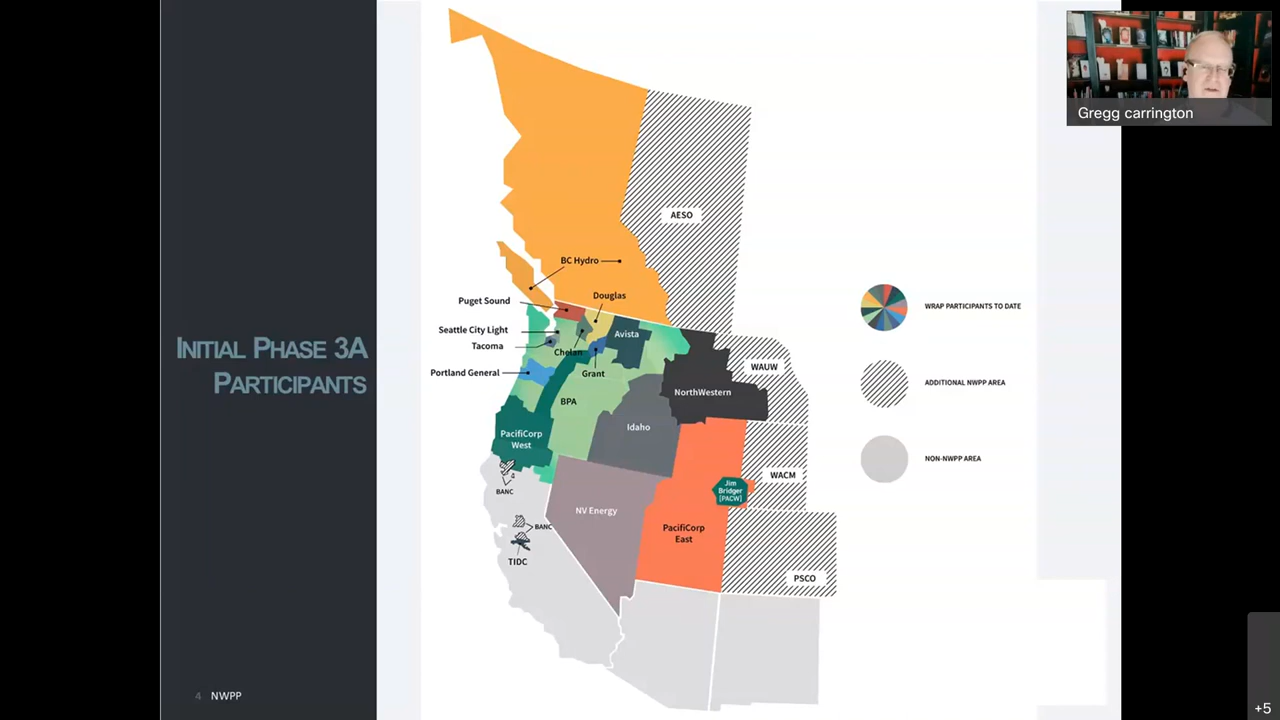 INITIAL PHASE 3A
PARTICIPANTS
4 NWPP
AESO
BC Hydro
Douglas
Puget Sound
Avista
Seattle City Light
Tacoma
Chelan
Grant
Portland General
WAUW
NorthWestern
BPA
Idaho
PacifiCorp
West
WACM
Jim
Bridger
[PACW]
BANC
NV Energy
BANC
PacifiCorp
East
TIDC
PSCO
WRAP PARTICIPANTS TO DATE
ADDITIONAL NWPP AREA
NON-NWPP AREA
Gregg carrington
+5